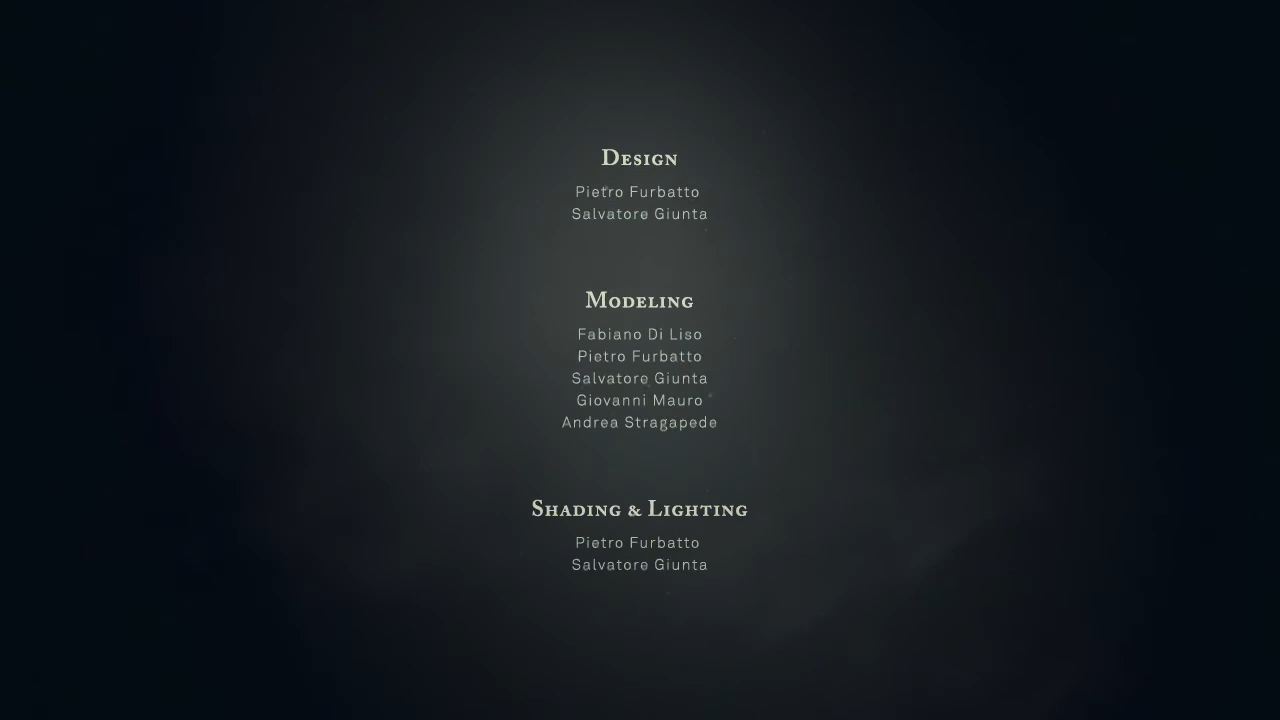 Design
Pietro Furbatto
Salvatore Giunta
Modeling
Fabiano Di Liso
Pietro Furbatto
Salvatore Giunta
Giovanni Mauro
Andrea Stragapede
Shading & Lighting
Pietro Furbatto
Salvatore Giunta